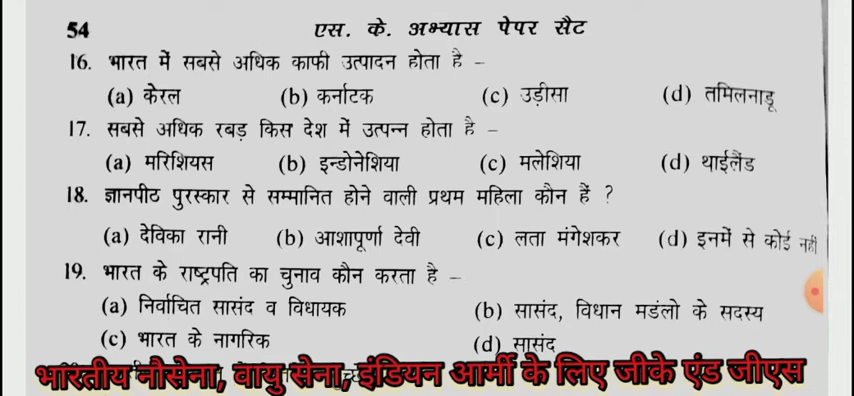 54 एस. के. अभ्यास पेपर सैट
16. भारत में सबसे अधिक काफी उत्पादन होता है –
(a) केरल (b) कर्नाटक (c) उड़ीसा (d) तमिलनाडू
17. सबसे अधिक रबड़ किस देश में उत्पन्न होता है –
(a) मरिशियस (b) इन्डोनेशिया (c) मलेशिया (d) थाईलैंड
18. ज्ञानपीठ पुरस्कार से सम्मानित होने वाली प्रथम महिला कौन हैं ?
(a) देविका रानी (b) आशापूर्णा देवी (c) लता मंगेशकर (d) इनमें से कोई नहीं
19. भारत के राष्ट्रपति का चुनाव कौन करता है –
(a) निर्वाचित सासंद व विधायक (b) सासंद, विधान मडंलो के सदस्य
(c) भारत के नागरिक (d) सासंद
भारतीय नौसेना, वायु सेना, इंडियन आर्मी के लिए जीके एंड जीएस